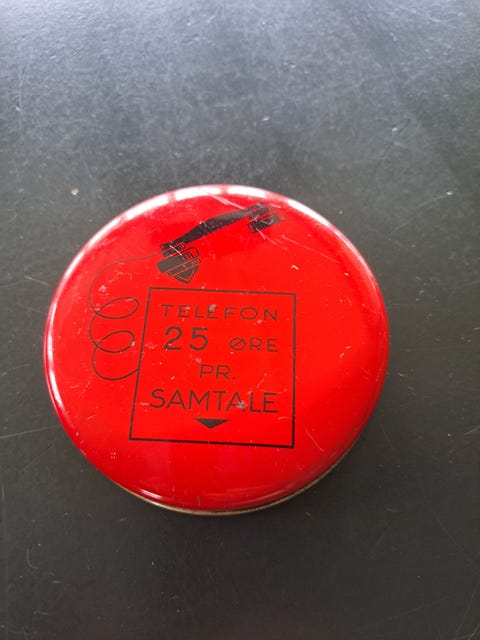 TELEFON
25 ØRE
PR.
SAMTALE